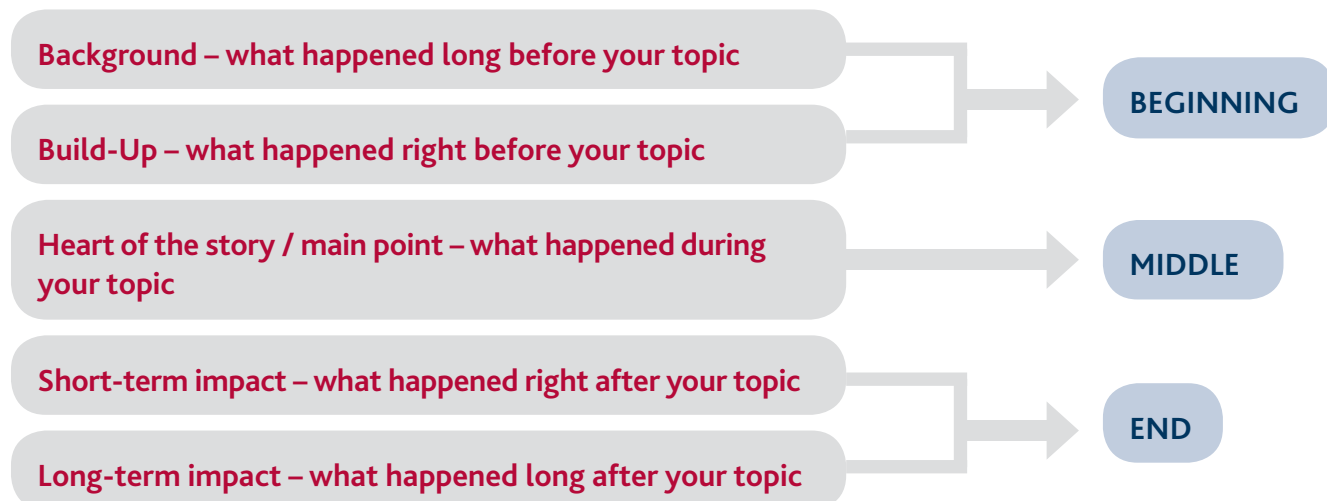 Background – what happened long before your topic
Build-Up – what happened right before your topic
BEGINNING
Heart of the story / main point – what happened during
your topic
MIDDLE
Short-term impact – what happened right after your topic
Long-term impact – what happened long after your topic
END